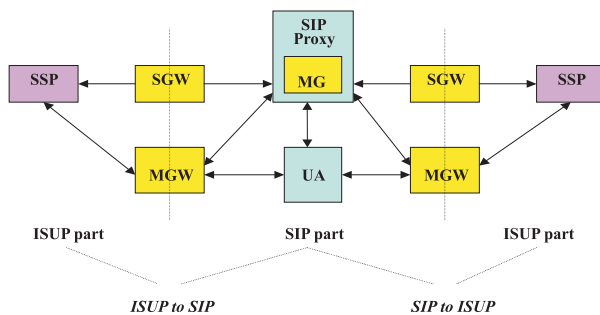 SIP
Proxy
SSP
SGW
MG
SGW
SSP
MGW
UA
MGW
ISUP part
SIP part
ISUP part
ISUP to SIP
SIP to ISUP